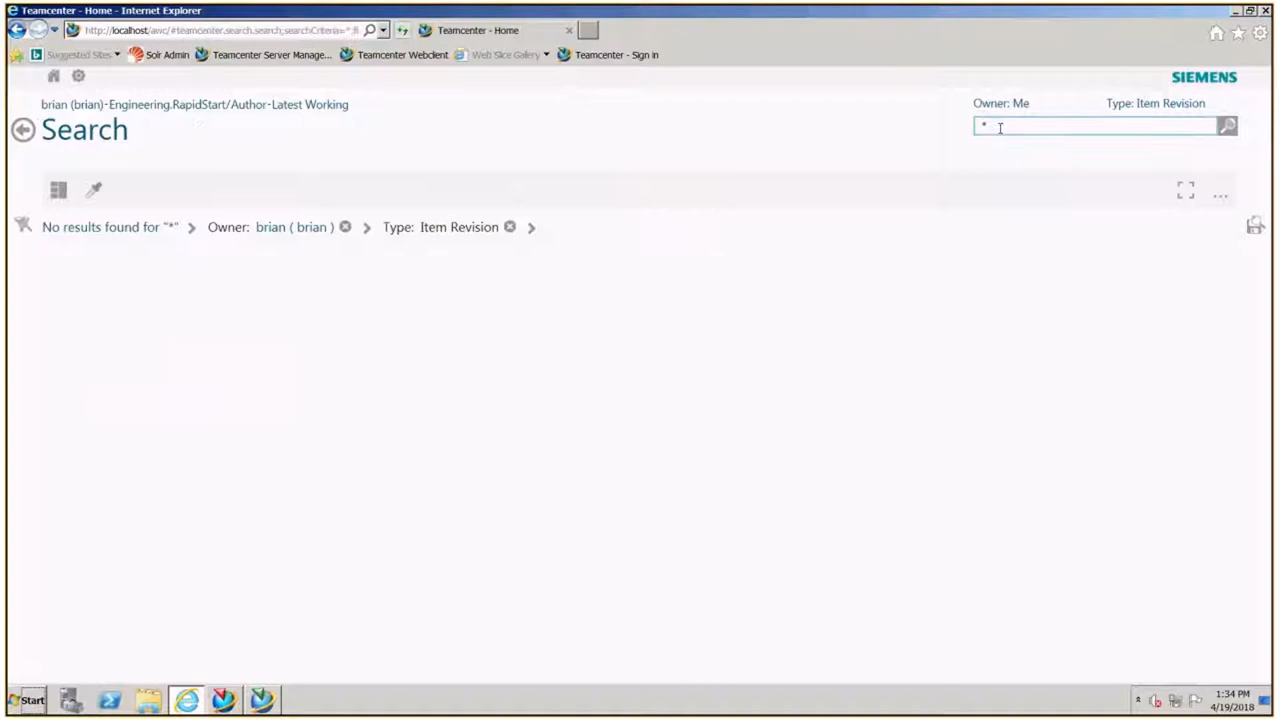 Teamcenter - Home - Internet Explorer
http://localhost/awc/#teamcenter.search.search;searchCriteria=*;fi
Teamcenter - Home
Suggested Sites
Solr Admin
Teamcenter Server Manage...
Teamcenter Webclient
Web Slice Gallery
Teamcenter - Sign in
SIEMENS
brian (brian)-Engineering.RapidStart/Author-Latest Working
Owner: Me
Type: Item Revision
Search
*
...
No results found for "*"
Owner: brian ( brian )
Type: Item Revision
Start
1:34 PM
4/19/2018